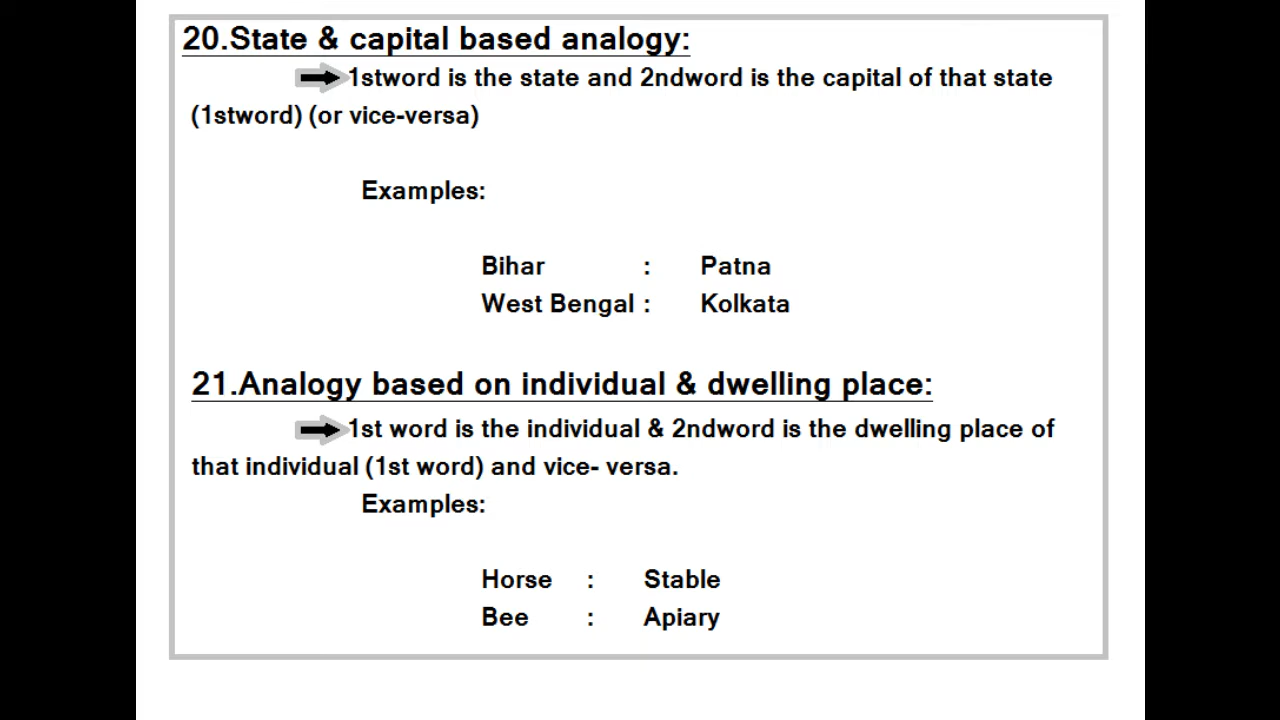 20.State & capital based analogy:
1stword is the state and 2ndword is the capital of that state
(1stword) (or vice-versa)
Examples:
Bihar : Patna
West Bengal : Kolkata
21.Analogy based on individual & dwelling place:
1st word is the individual & 2ndword is the dwelling place of
that individual (1st word) and vice- versa.
Examples:
Horse : Stable
Bee : Apiary